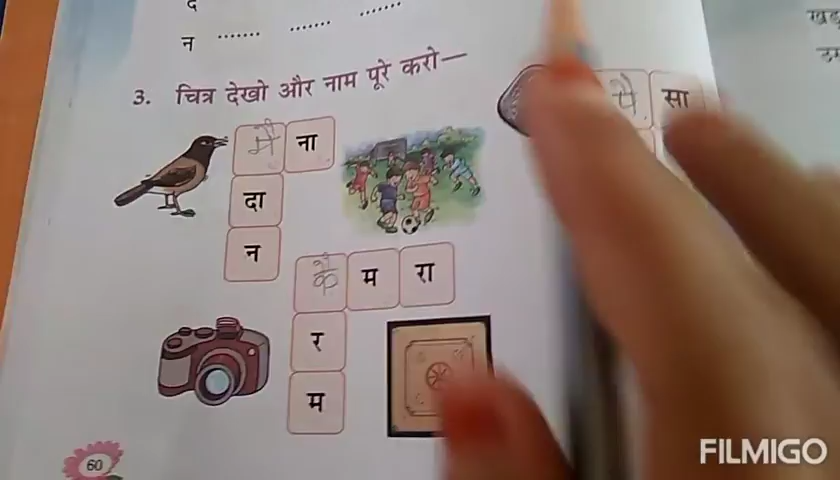 द
न ....... ....... .......
3. चित्र देखो और नाम पूरे करो—
मै ना
पै सा
दा
न
कै म रा
र
म
60
FILMIGO